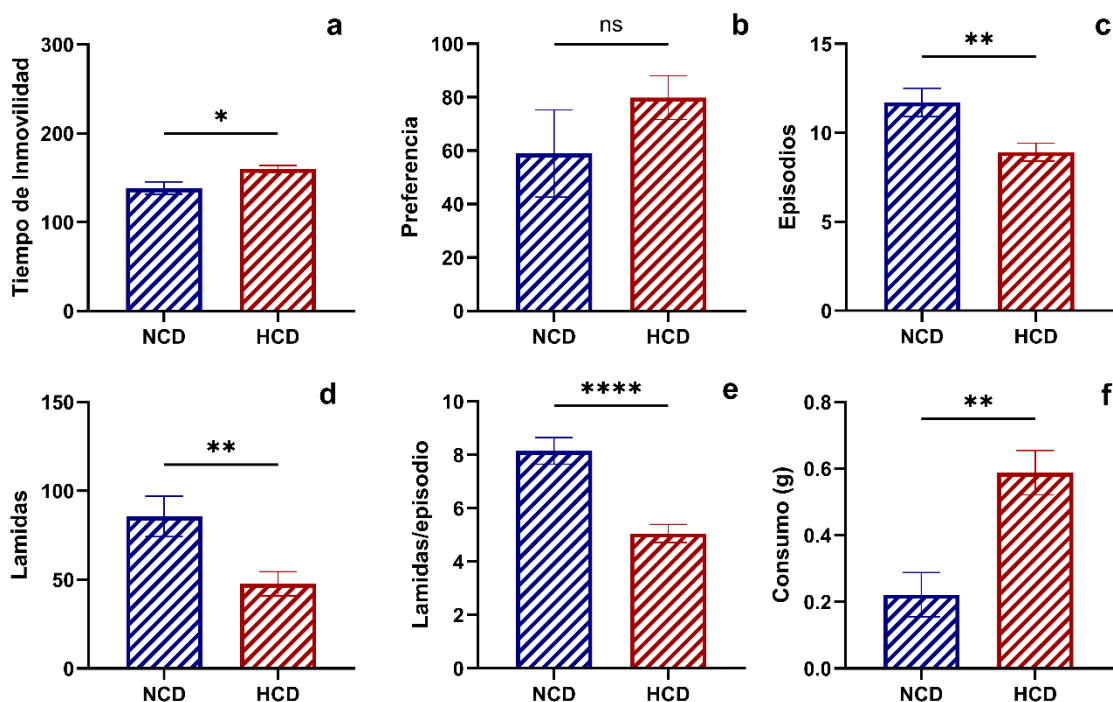 a
Tiempo de Inmovilidad
300
200
100
0
*
NCD HCD
b
Preferencia
100
80
60
40
20
0
ns
NCD HCD
c
Episodios
15
10
5
0
**
NCD HCD
d
Lamidas
150
100
50
0
**
NCD HCD
e
Lamidas/episodio
10
8
6
4
2
0
****
NCD HCD
f
Consumo (g)
0.8
0.6
0.4
0.2
0.0
**
NCD HCD